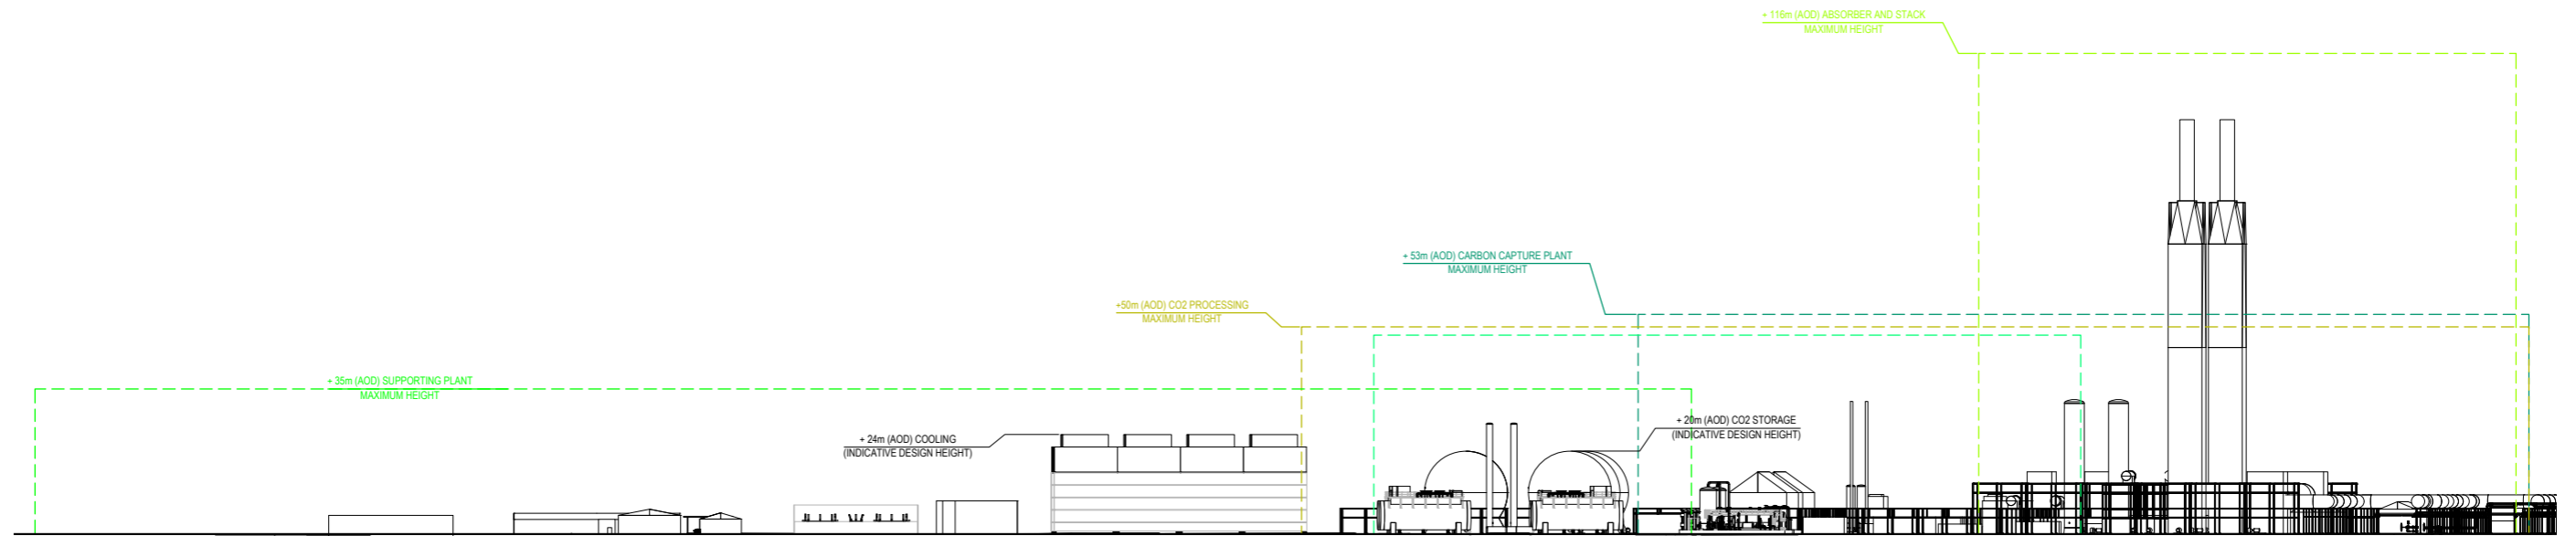 + 116m (AOD) ABSORBER AND STACK
MAXIMUM HEIGHT
+ 53m (AOD) CARBON CAPTURE PLANT
MAXIMUM HEIGHT
+50m (AOD) CO2 PROCESSING
MAXIMUM HEIGHT
+ 35m (AOD) SUPPORTING PLANT
MAXIMUM HEIGHT
+ 24m (AOD) COOLING
(INDICATIVE DESIGN HEIGHT)
+ 20m (AOD) CO2 STORAGE
(INDICATIVE DESIGN HEIGHT)